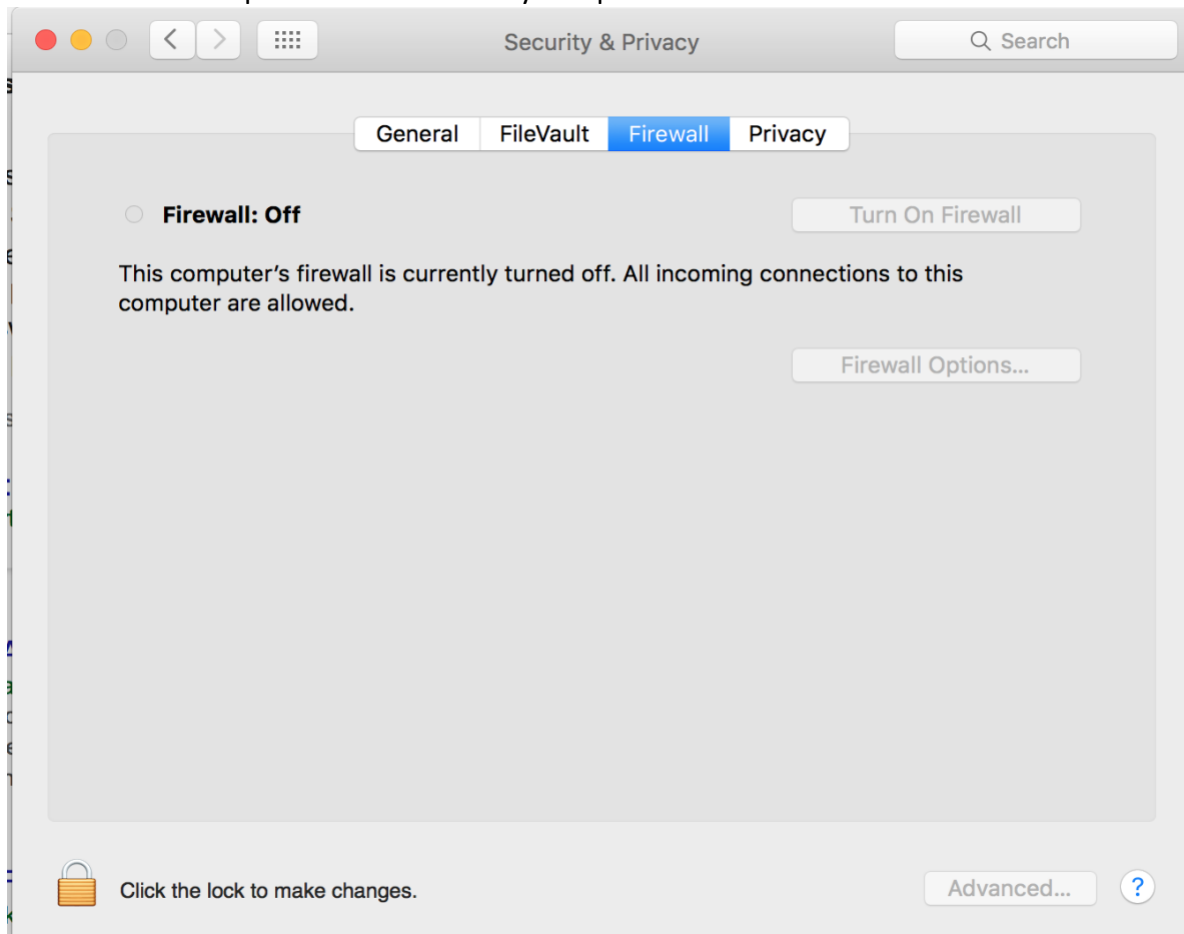 Security & Privacy
Search
General
FileVault
Firewall
Privacy
Firewall: Off
Turn On Firewall
This computer's firewall is currently turned off. All incoming connections to this
computer are allowed.
Firewall Options...
Click the lock to make changes.
Advanced...
?